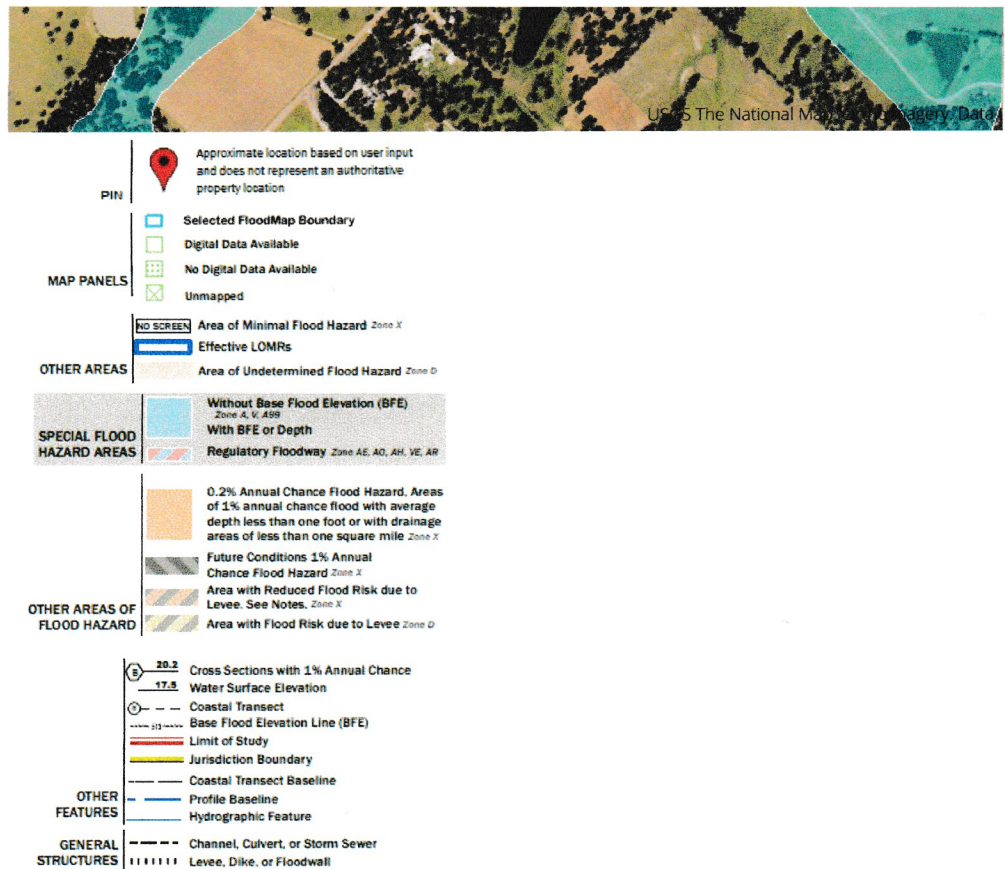 USGS The National Map: Orthoimagery. Data
PIN
Approximate location based on user input
and does not represent an authoritative
property location
MAP PANELS
Selected FloodMap Boundary
Digital Data Available
No Digital Data Available
Unmapped
OTHER AREAS
NO SCREEN Area of Minimal Flood Hazard Zone X
Effective LOMRs
Area of Undetermined Flood Hazard Zone D
SPECIAL FLOOD
HAZARD AREAS
Without Base Flood Elevation (BFE)
Zone A, V, A99
With BFE or Depth
Regulatory Floodway Zone AE, AO, AH, VE, AR
OTHER AREAS OF
FLOOD HAZARD
0.2% Annual Chance Flood Hazard, Areas
of 1% annual chance flood with average
depth less than one foot or with drainage
areas of less than one square mile Zone X
Future Conditions 1% Annual
Chance Flood Hazard Zone X
Area with Reduced Flood Risk due to
Levee. See Notes. Zone X
Area with Flood Risk due to Levee Zone D
OTHER
FEATURES
B 20.2 Cross Sections with 1% Annual Chance
17.5 Water Surface Elevation
8 Coastal Transect
513 Base Flood Elevation Line (BFE)
Limit of Study
Jurisdiction Boundary
Coastal Transect Baseline
Profile Baseline
Hydrographic Feature
GENERAL
STRUCTURES
Channel, Culvert, or Storm Sewer
Levee, Dike, or Floodwall